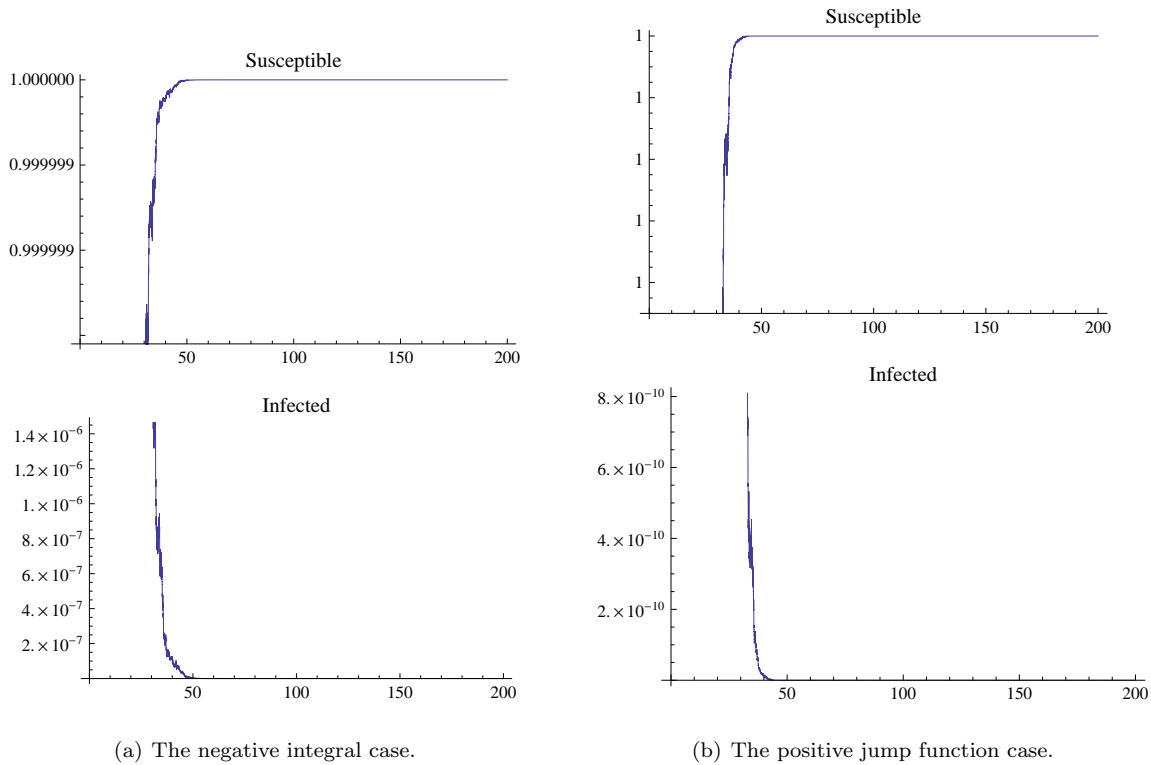 Susceptible
1.000000
0.999999
0.999999
50 100 150 200
Infected
1.4 × 10⁻⁶
1.2 × 10⁻⁶
1. × 10⁻⁶
8. × 10⁻⁷
6. × 10⁻⁷
4. × 10⁻⁷
2. × 10⁻⁷
50 100 150 200
(a) The negative integral case.
Susceptible
1
1
1
1
1
50 100 150 200
Infected
8. × 10⁻¹⁰
6. × 10⁻¹⁰
4. × 10⁻¹⁰
2. × 10⁻¹⁰
50 100 150 200
(b) The positive jump function case.